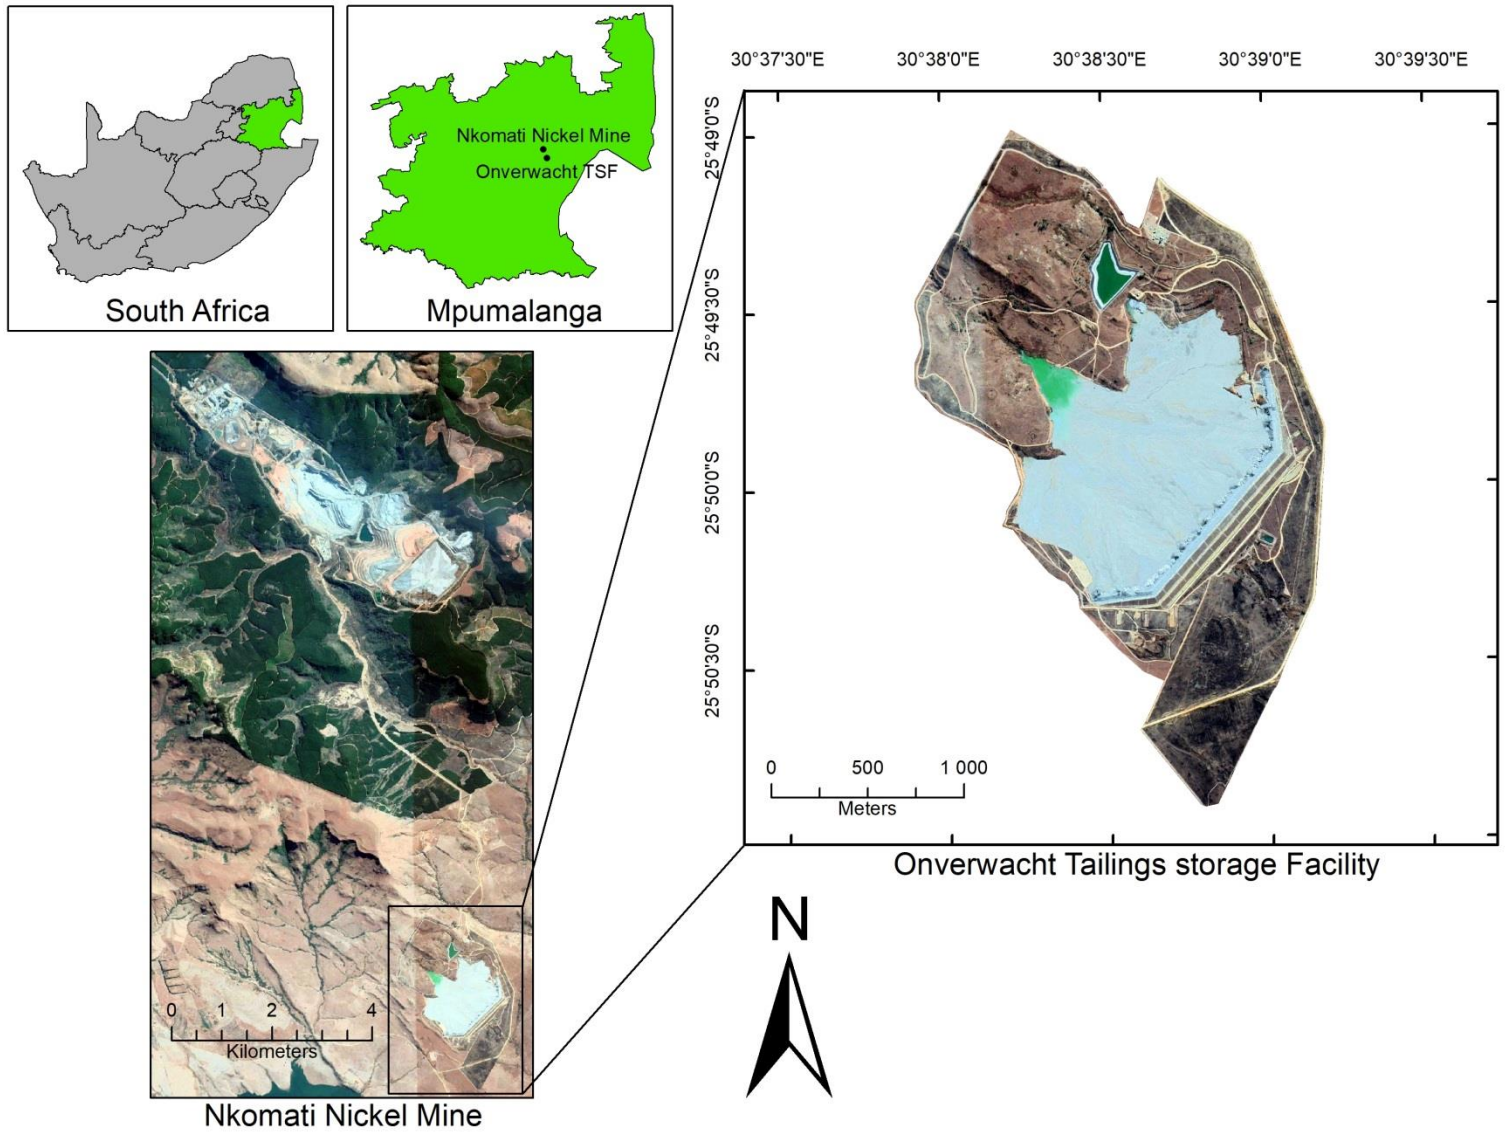 Nkomati Nickel Mine
Onverwacht TSF
South Africa
Mpumalanga
30°37'30"E 30°38'0"E 30°38'30"E 30°39'0"E 30°39'30"E
25°49'0"S
25°49'30"S
25°50'0"S
25°50'30"S
0 500 1 000
Meters
Onverwacht Tailings storage Facility
N
0 1 2 4
Kilometers
Nkomati Nickel Mine